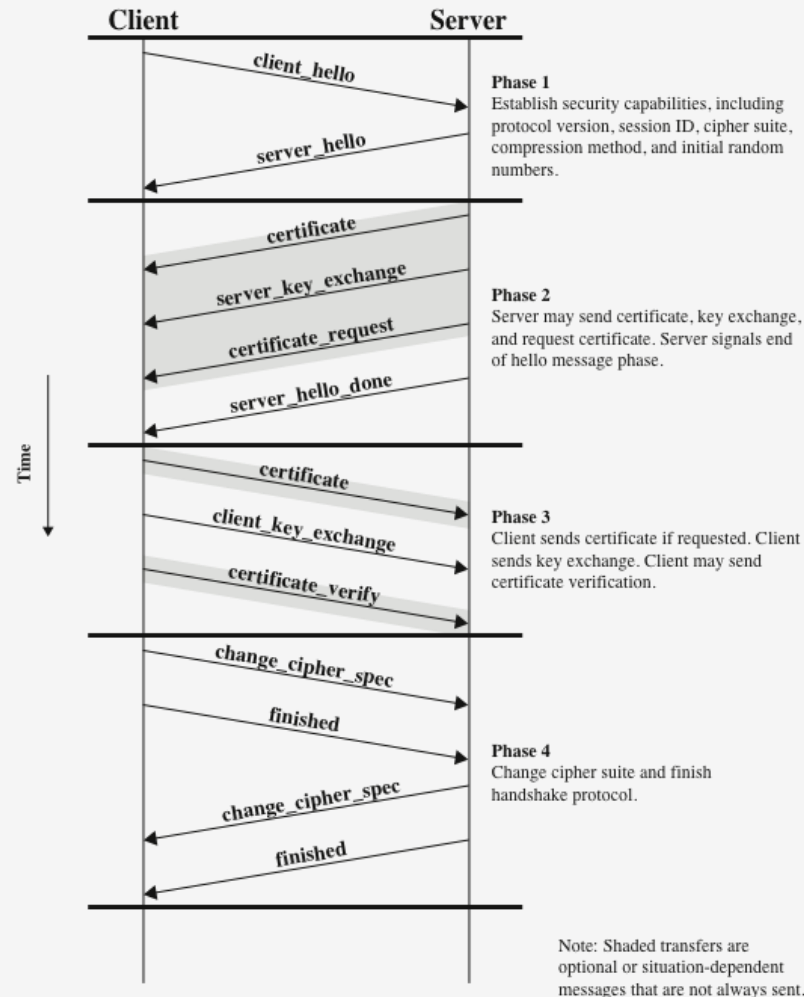 Client
Server
client_hello
server_hello
Phase 1
Establish security capabilities, including
protocol version, session ID, cipher suite,
compression method, and initial random
numbers.
certificate
server_key_exchange
certificate_request
server_hello_done
Phase 2
Server may send certificate, key exchange,
and request certificate. Server signals end
of hello message phase.
Time
certificate
client_key_exchange
certificate_verify
Phase 3
Client sends certificate if requested. Client
sends key exchange. Client may send
certificate verification.
change_cipher_spec
finished
change_cipher_spec
finished
Phase 4
Change cipher suite and finish
handshake protocol.
Note: Shaded transfers are
optional or situation-dependent
messages that are not always sent.